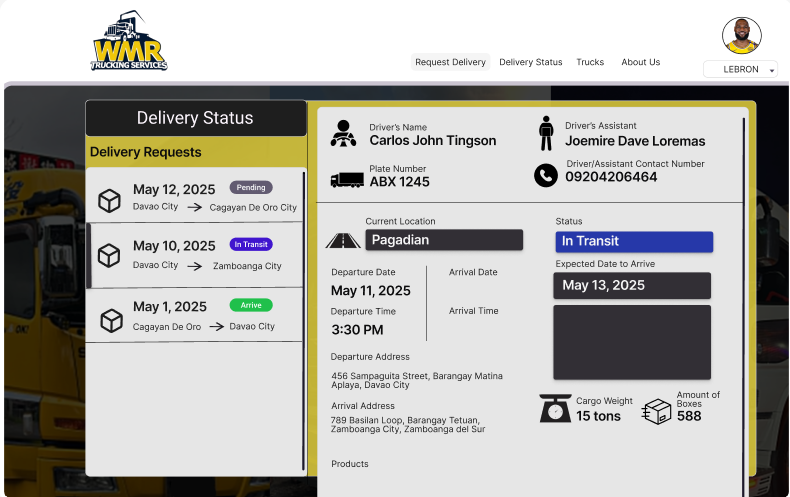 WMR
TRUCKING SERVICES
Request Delivery
Delivery Status
Trucks
About Us
LEBRON
Delivery Status
Delivery Requests
May 12, 2025
Pending
Davao City
Cagayan De Oro City
May 10, 2025
In Transit
Davao City
Zamboanga City
May 1, 2025
Arrive
Cagayan De Oro
Davao City
Driver's Name
Carlos John Tingson
Driver's Assistant
Joemire Dave Loremas
Plate Number
ABX 1245
Driver/Assistant Contact Number
09204206464
Current Location
Pagadian
Status
In Transit
Expected Date to Arrive
May 13, 2025
Departure Date
May 11, 2025
Arrival Date
Departure Time
3:30 PM
Arrival Time
Departure Address
456 Sampaguita Street, Barangay Matina
Aplaya, Davao City
Arrival Address
789 Basilan Loop, Barangay Tetuan,
Zamboanga City, Zamboanga del Sur
Cargo Weight
15 tons
Amount of
Boxes
588
Products